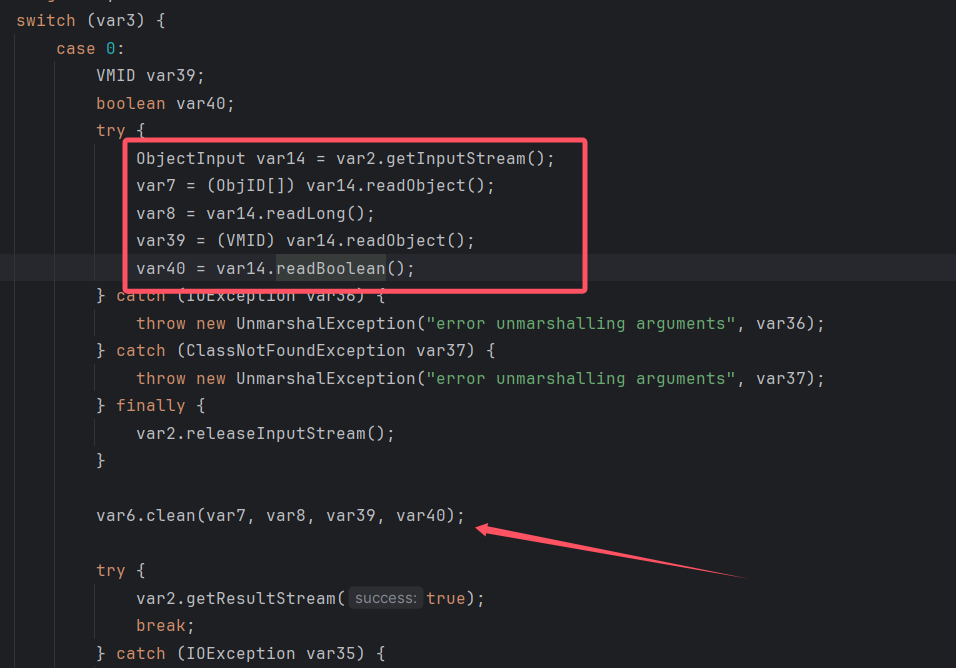 switch (var3) {
case 0:
VMID var39;
boolean var40;
try {
ObjectInput var14 = var2.getInputStream();
var7 = (ObjID[]) var14.readObject();
var8 = var14.readLong();
var39 = (VMID) var14.readObject();
var40 = var14.readBoolean();
} catch (IOException var36) {
throw new UnmarshalException("error unmarshalling arguments", var36);
} catch (ClassNotFoundException var37) {
throw new UnmarshalException("error unmarshalling arguments", var37);
} finally {
var2.releaseInputStream();
}
var6.clean(var7, var8, var39, var40);
try {
var2.getResultStream( success: true);
break;
} catch (IOException var35) {